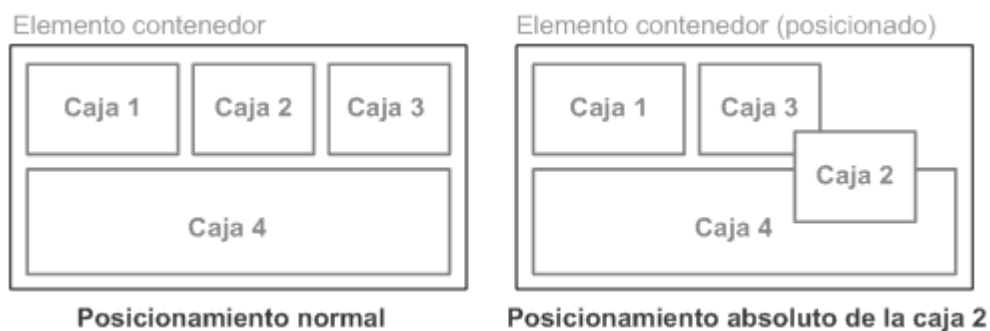 Elemento contenedor
Caja 1
Caja 2
Caja 3
Caja 4
Posicionamiento normal
Elemento contenedor (posicionado)
Caja 1
Caja 3
Caja 2
Caja 4
Posicionamiento absoluto de la caja 2